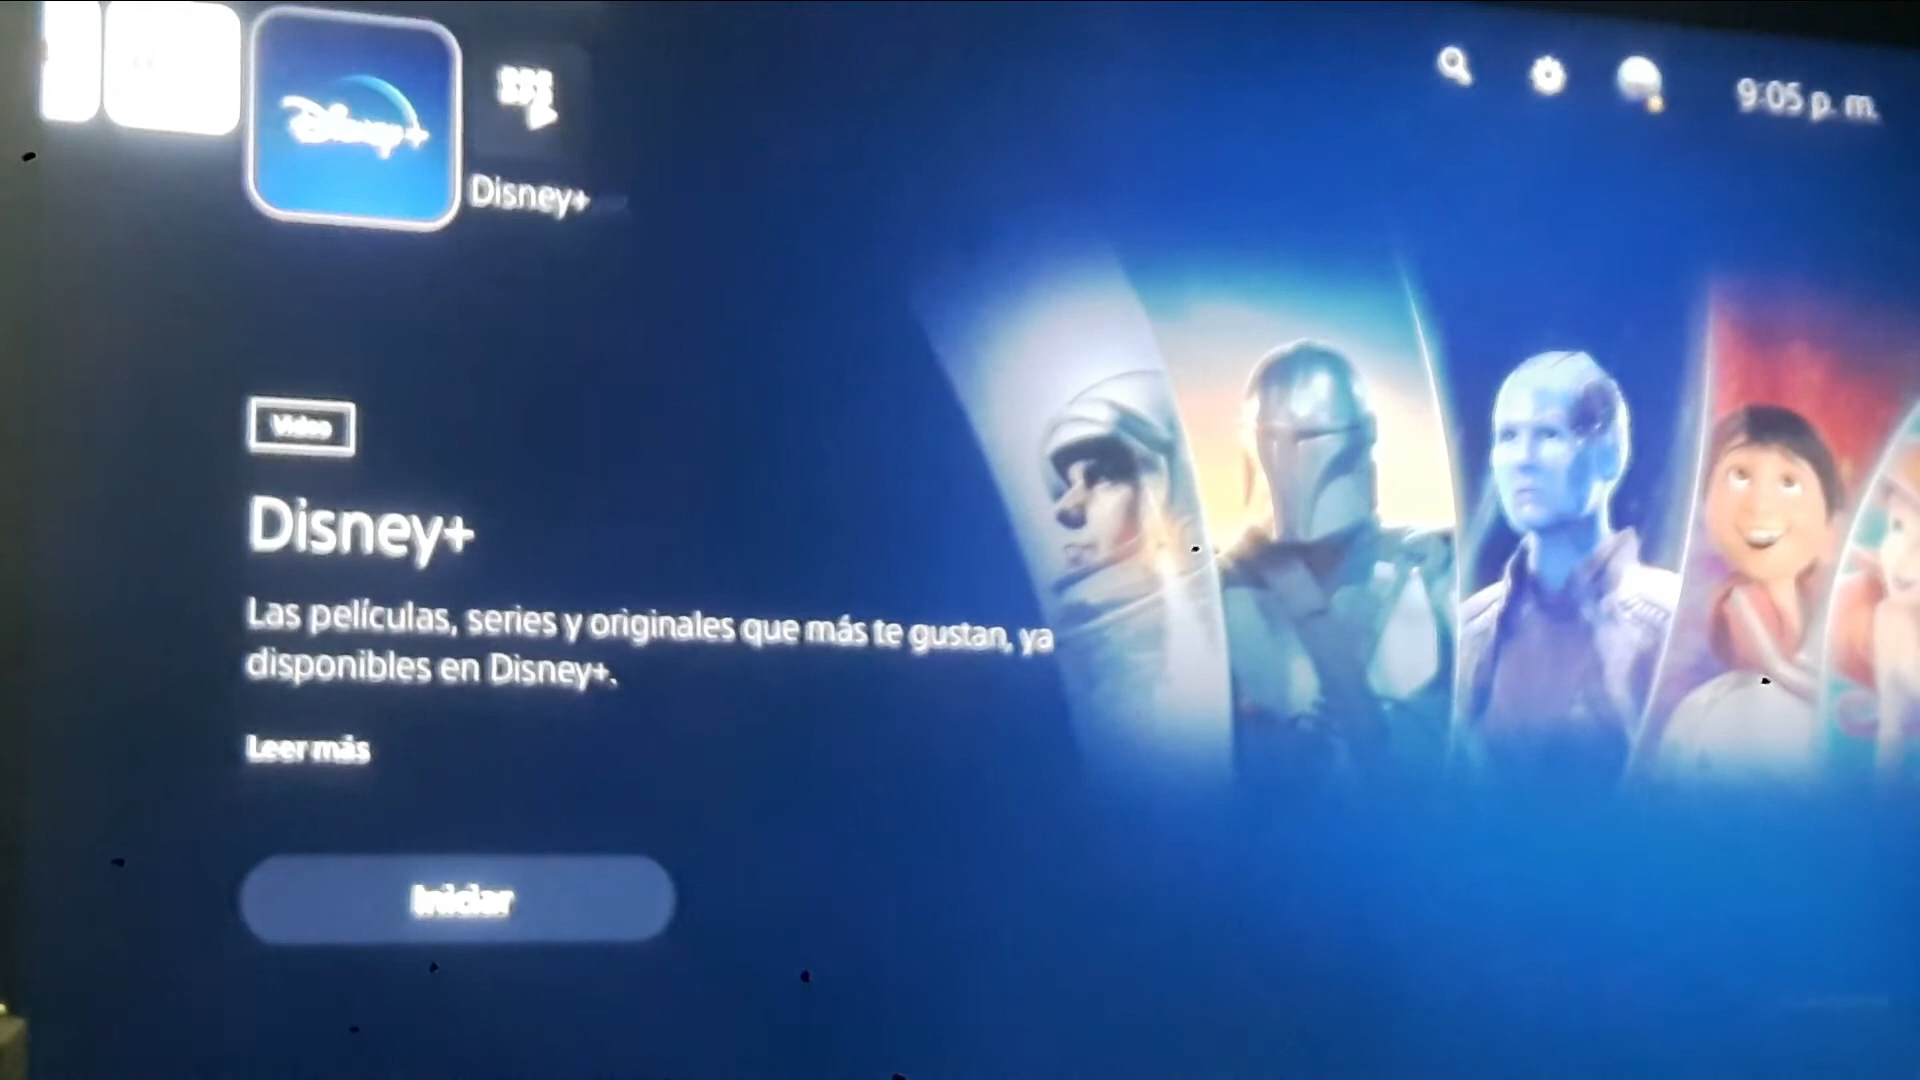 Disney+
9:05 p. m.
Disney+
Video
Disney+
Las películas, series y originales que más te gustan, ya
disponibles en Disney+.
Leer más
Iniciar